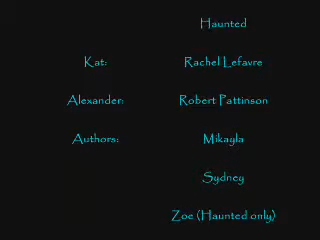 Haunted
Kat: Rachel Lefavre
Alexander: Robert Pattinson
Authors: Mikayla
Sydney
Zoe (Haunted only)